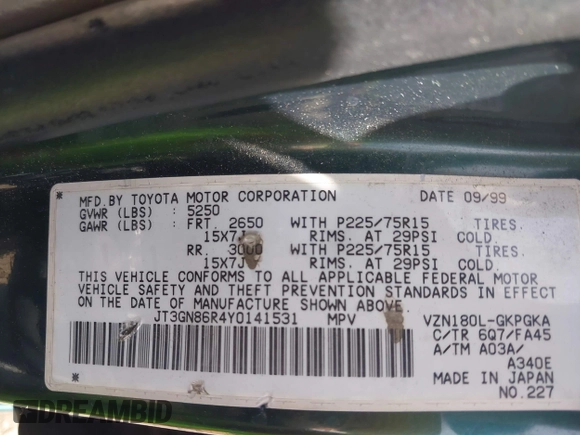 MFD. BY TOYOTA MOTOR CORPORATION DATE 09/99
GVWR (LBS) : 5250
GAWR (LBS) : FRT. 2650 WITH P225/75R15 TIRES.
15X7J RIMS. AT 29PSI COLD.
RR 3000 WITH P225/75R15 TIRES.
15X7J RIMS. AT 29PSI COLD.
THIS VEHICLE CONFORMS TO ALL APPLICABLE FEDERAL MOTOR
VEHICLE SAFETY AND THEFT PREVENTION STANDARDS IN EFFECT
ON THE DATE OF MANUFACTURE SHOWN ABOVE.
JT3GN86R4Y0141531 MPV VZN180L-GKPGKA
C/TR 6Q7/FA45
A/TM A03A/
A340E
MADE IN JAPAN
NO.227
DREAMBID